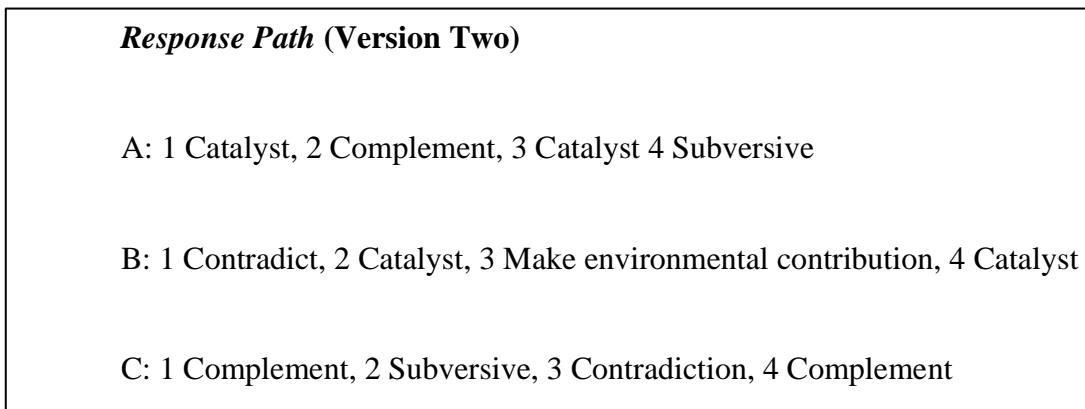 Response Path (Version Two)
A: 1 Catalyst, 2 Complement, 3 Catalyst 4 Subversive
B: 1 Contradict, 2 Catalyst, 3 Make environmental contribution, 4 Catalyst
C: 1 Complement, 2 Subversive, 3 Contradiction, 4 Complement